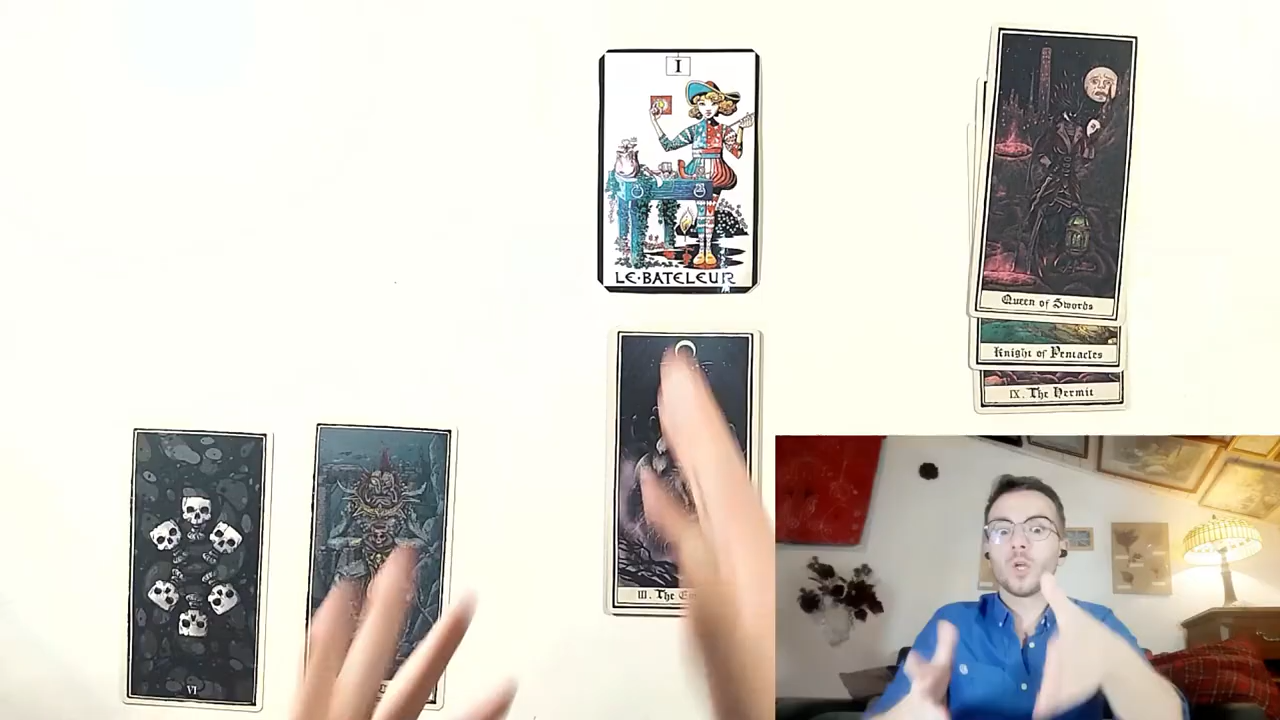 I
LE·BATELEUR
Queen of Swords
Knight of Pentacles
IX. The Hermit
III. The
VI